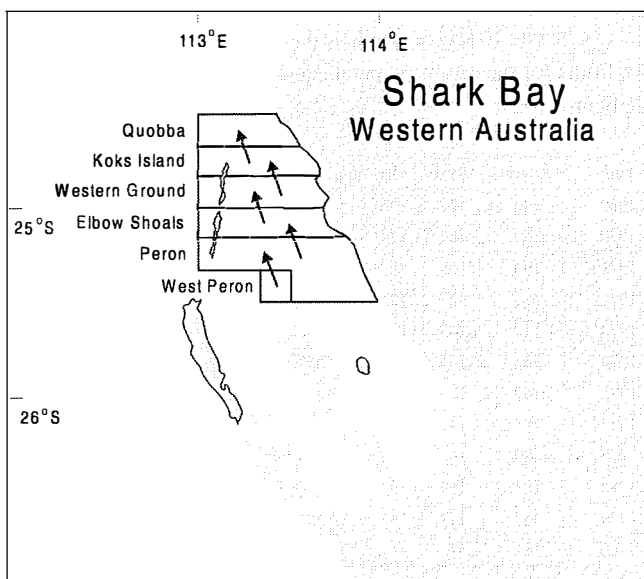 113°E
114°E
Shark Bay
Western Australia
Quobba
Koks Island
Western Ground
Elbow Shoals
25°S
Peron
West Peron
26°S